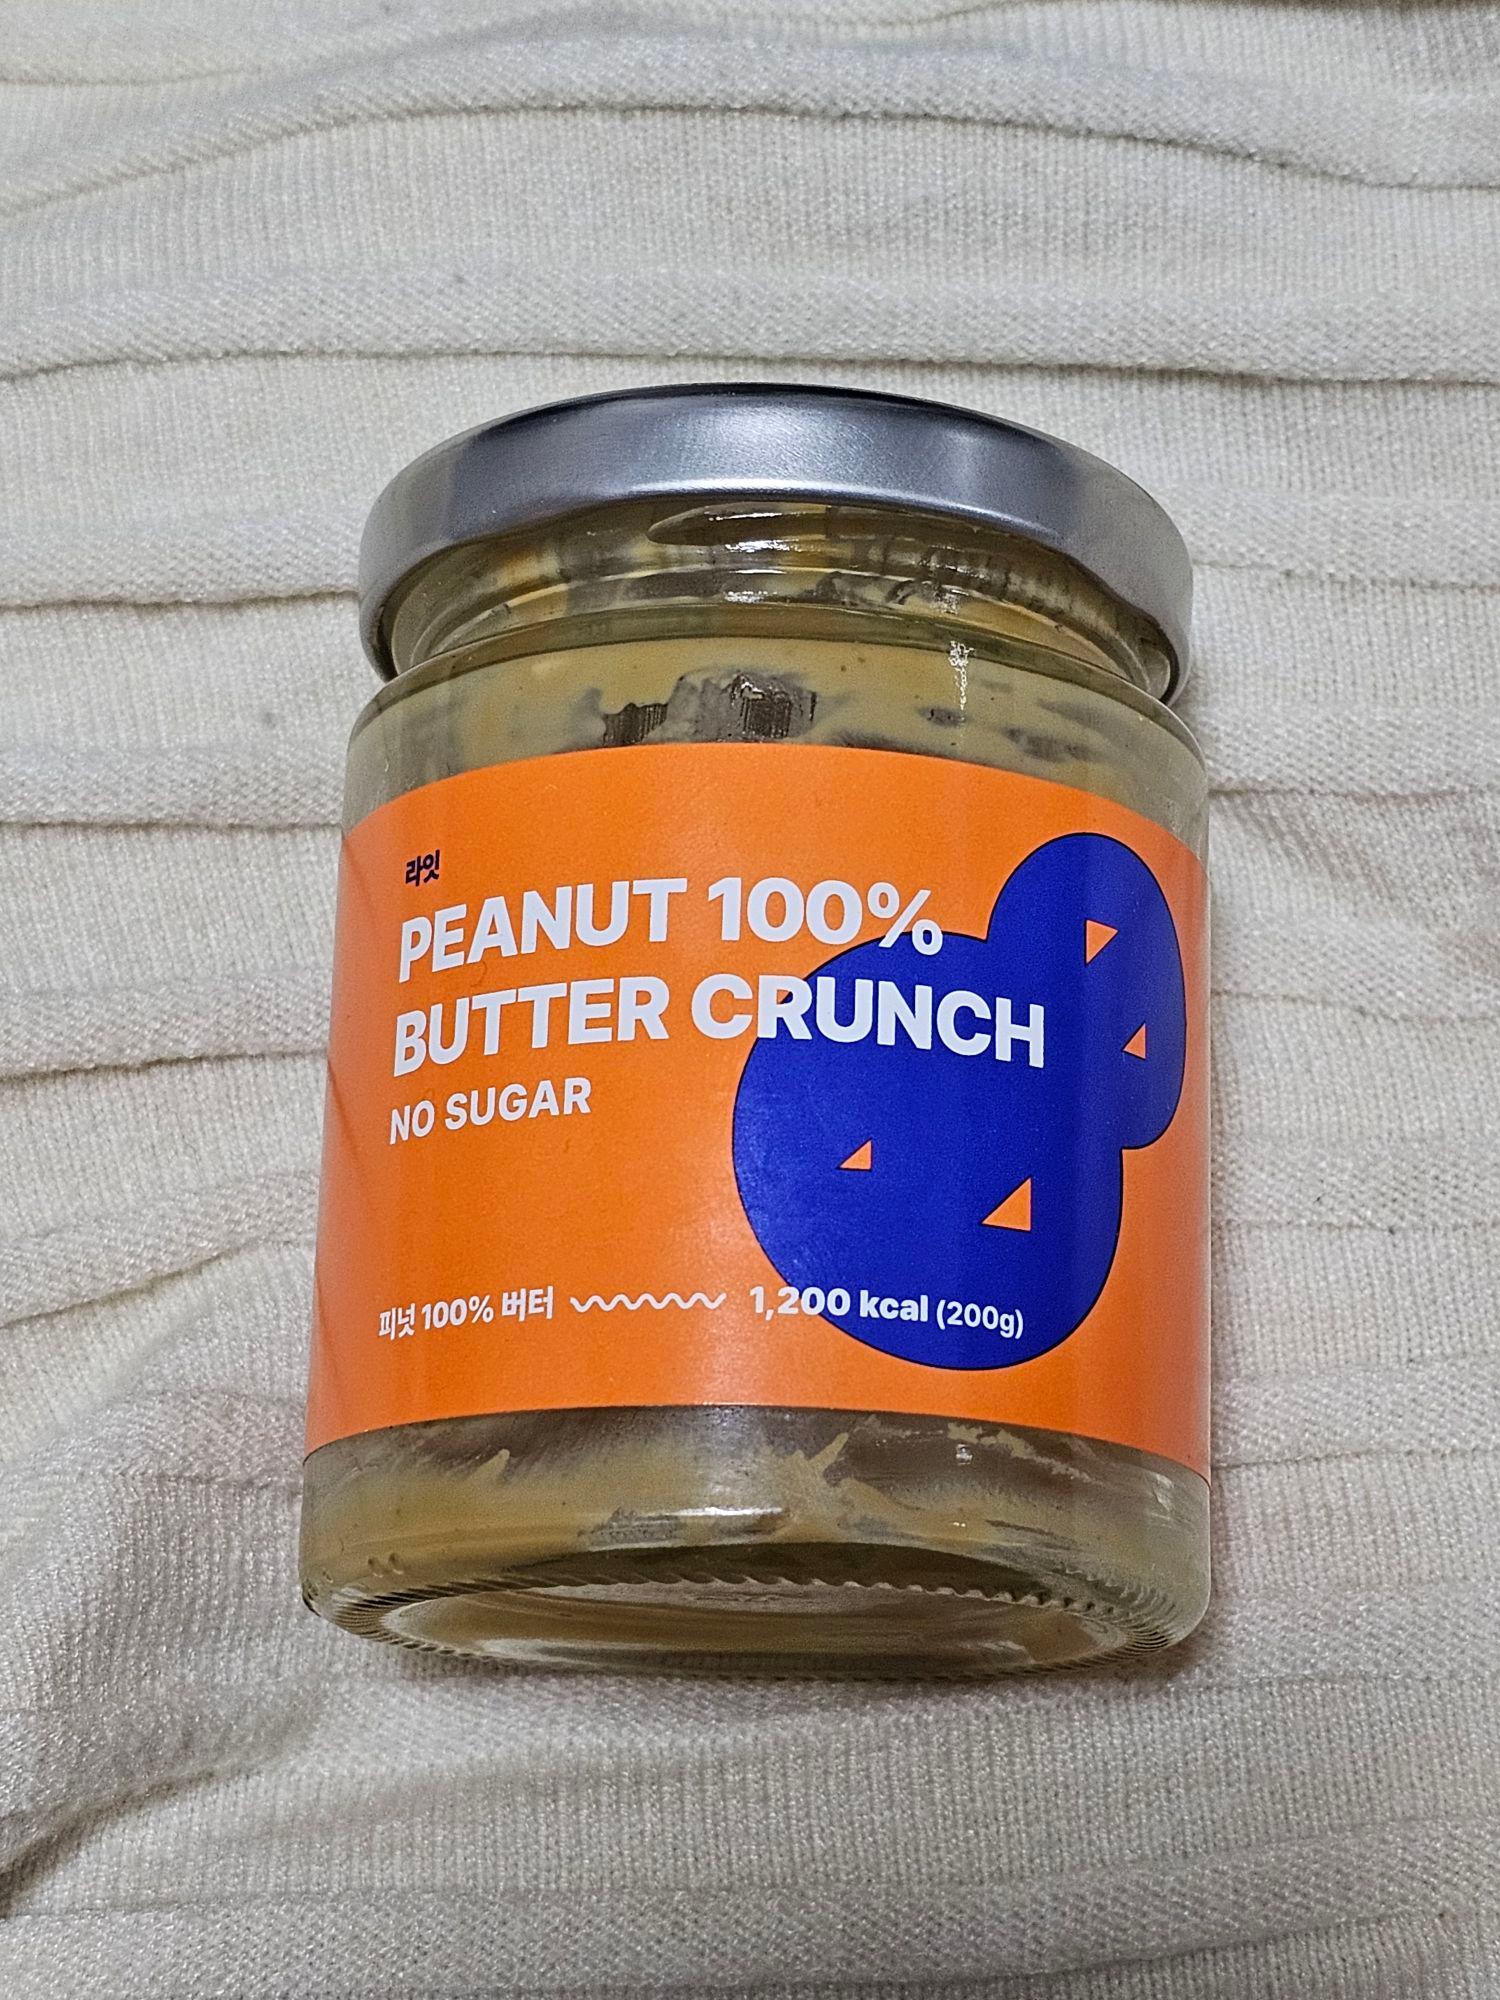 라잇
PEANUT 100%
BUTTER CRUNCH
NO SUGAR
피넛 100% 버터 1,200 kcal (200g)